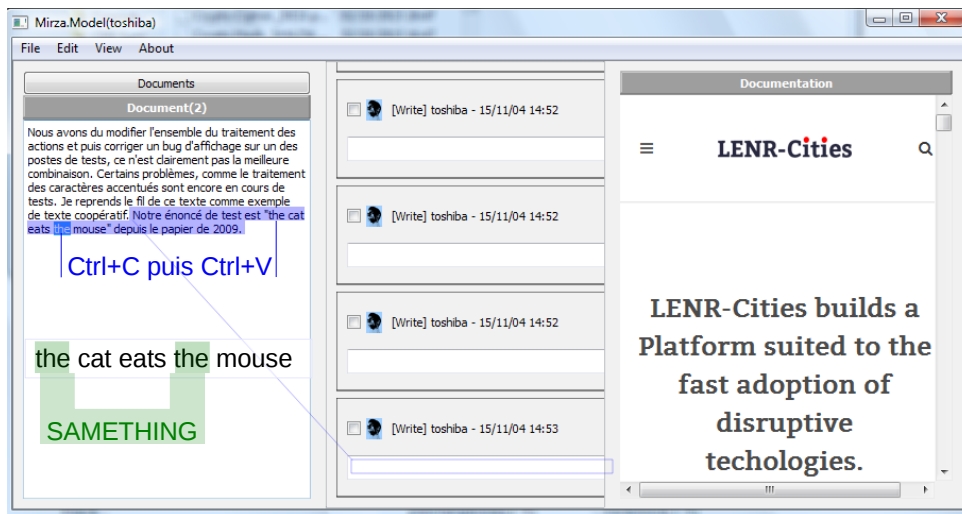 Mirza.Model(toshiba)
File Edit View About
Documents
Document(2)
Nous avons du modifier l'ensemble du traitement des
actions et puis corriger un bug d'affichage sur un des
postes de tests, ce n'est clairement pas la meilleure
combinaison. Certains problèmes, comme le traitement
des caractères accentués sont encore en cours de
tests. Je reprends le fil de ce texte comme exemple
de texte coopératif. Notre énoncé de test est "the cat
eats the mouse" depuis le papier de 2009.
Ctrl+C puis Ctrl+V
the cat eats the mouse
SAMETHING
[Write] toshiba - 15/11/04 14:52
[Write] toshiba - 15/11/04 14:52
[Write] toshiba - 15/11/04 14:52
[Write] toshiba - 15/11/04 14:53
Documentation
LENR-Cities
LENR-Cities builds a
Platform suited to the
fast adoption of
disruptive
techologies.